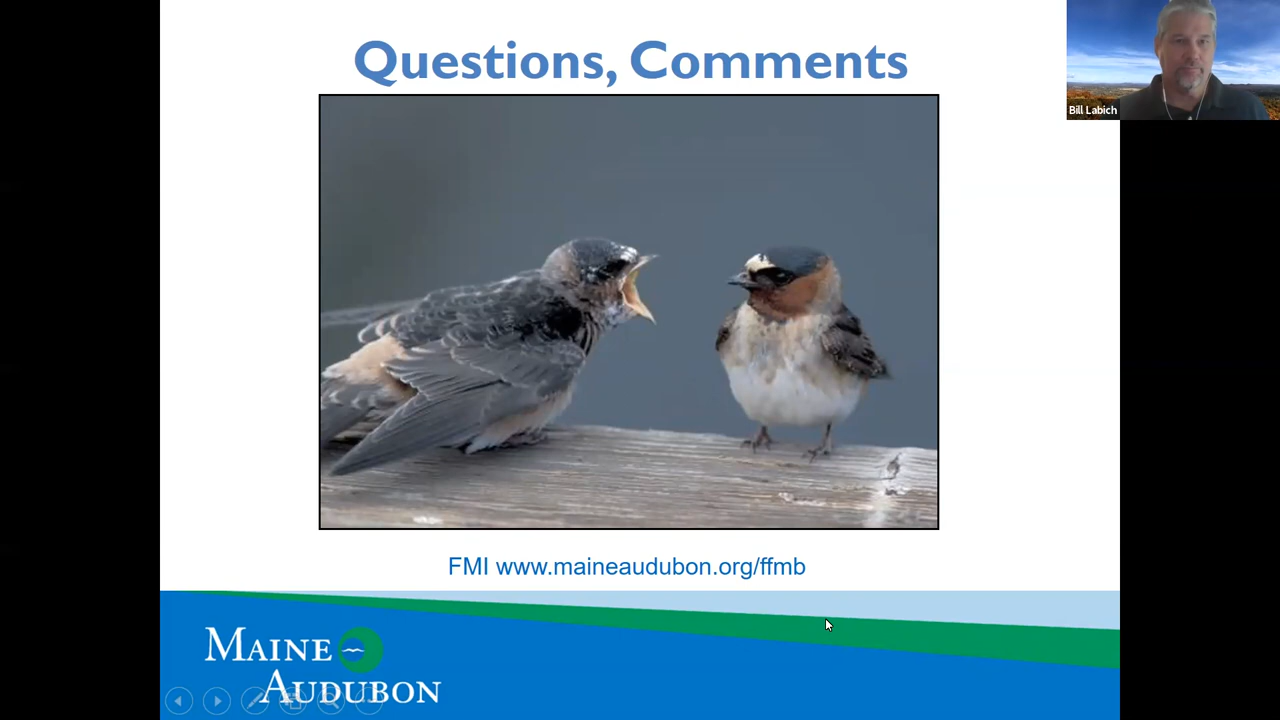 Questions, Comments
Bill Labich
FMI www.maineaudubon.org/ffmb
MAINE
AUDUBON